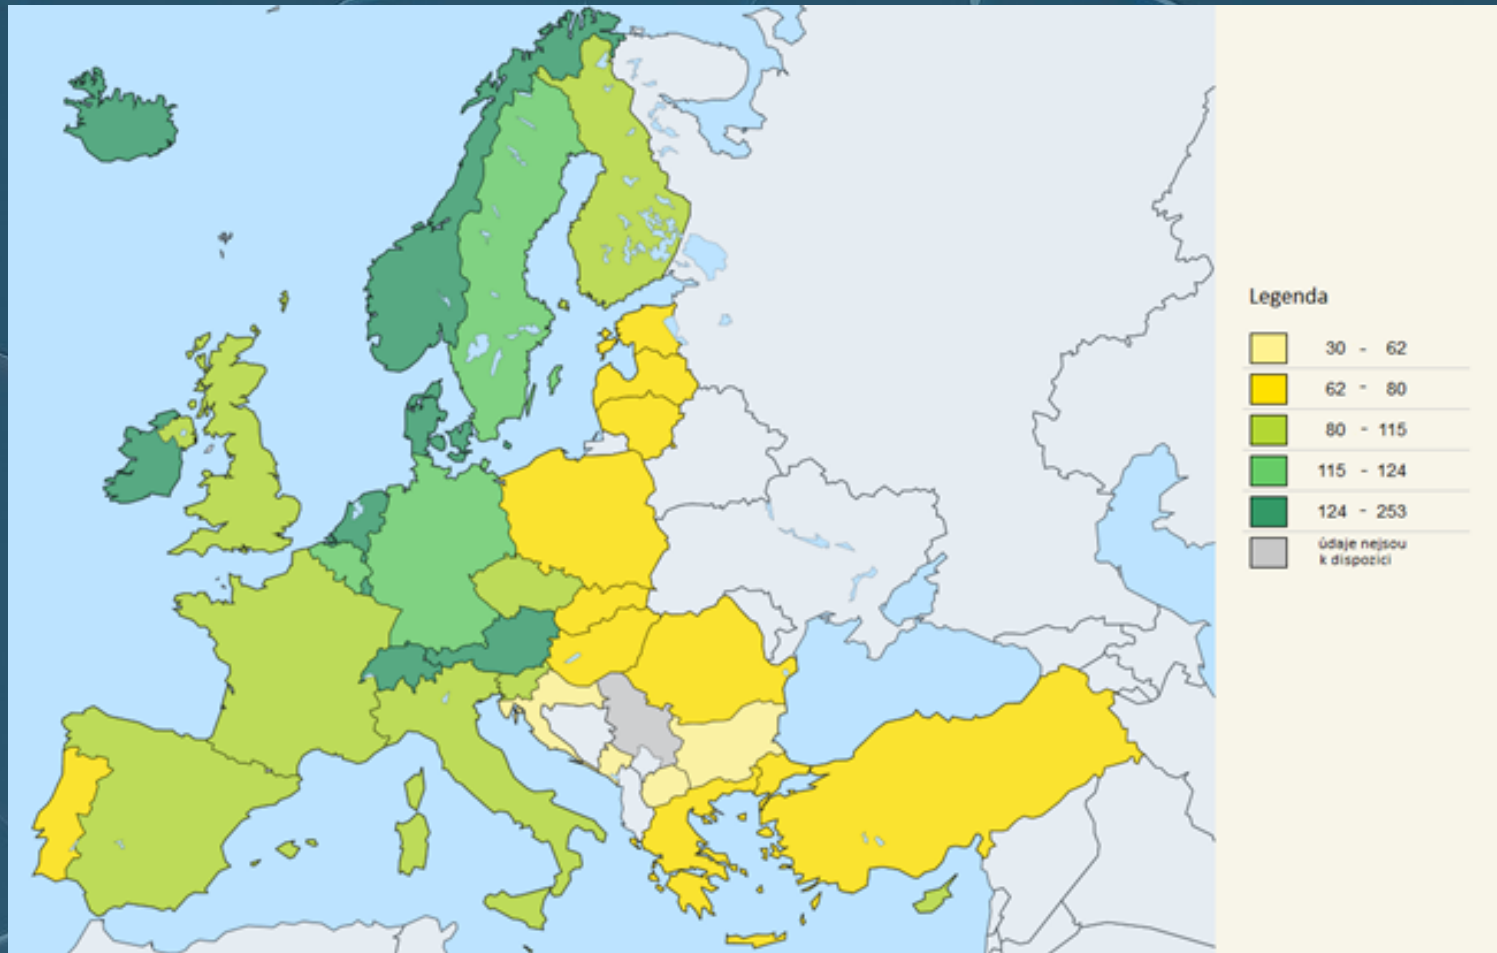 Legenda
30 - 62
62 - 80
80 - 115
115 - 124
124 - 253
údaje nejsou
k dispozici